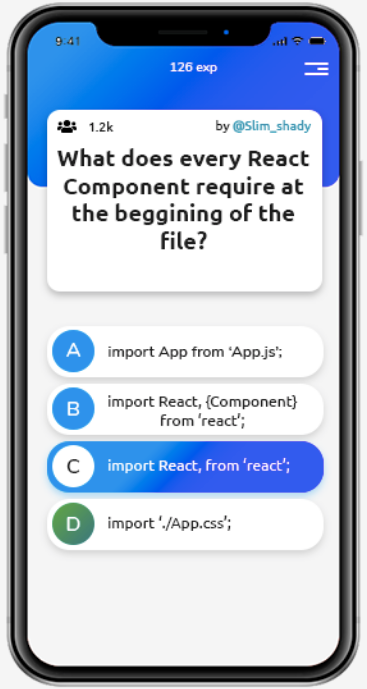 9:41
126 exp
1.2k by @Slim_shady
What does every React
Component require at
the beggining of the
file?
A import App from ‘App.js’;
B import React, {Component}
from ‘react’;
C import React, from ‘react’;
D import ‘./App.css’;